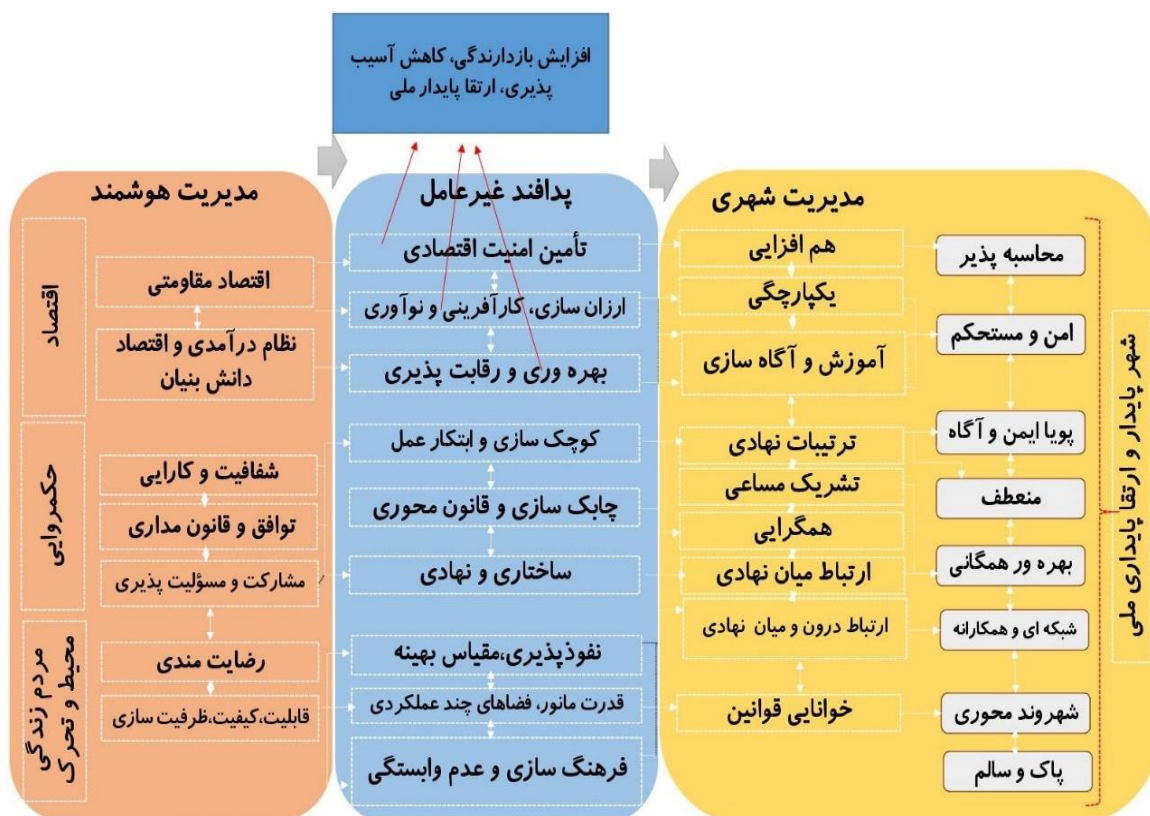 افزایش بازدارندگی، کاهش آسیب
پذیری، ارتقا پایدار ملی
مدیریت هوشمند
اقتصاد
اقتصاد مقاومتی
نظام درآمدی و اقتصاد
دانش بنیان
حکمروایی
شفافیت و کارایی
توافق و قانون مداری
مشارکت و مسؤلیت پذیری
مردم زندگی
محیط و تحرک
رضایت مندی
قابلیت،کیفیت،ظرفیت سازی
پدافند غیرعامل
تأمین امنیت اقتصادی
ارزان سازی، کارآفرینی و نوآوری
بهره وری و رقابت پذیری
کوچک سازی و ابتکار عمل
چابک سازی و قانون محوری
ساختاری و نهادی
نفوذپذیری،مقیاس بهینه
قدرت مانور، فضاهای چند عملکردی
فرهنگ سازی و عدم وابستگی
مدیریت شهری
هم افزایی
یکپارچگی
آموزش و آگاه سازی
ترتیبات نهادی
تشریک مساعی
همگرایی
ارتباط میان نهادی
ارتباط درون و میان نهادی
خوانایی قوانین
محاسبه پذیر
امن و مستحکم
پویا ایمن و آگاه
منعطف
بهره ور همگانی
شبکه ای و همکارانه
شهروند محوری
پاک و سالم
شهر پایدار و ارتقا پایداری ملی